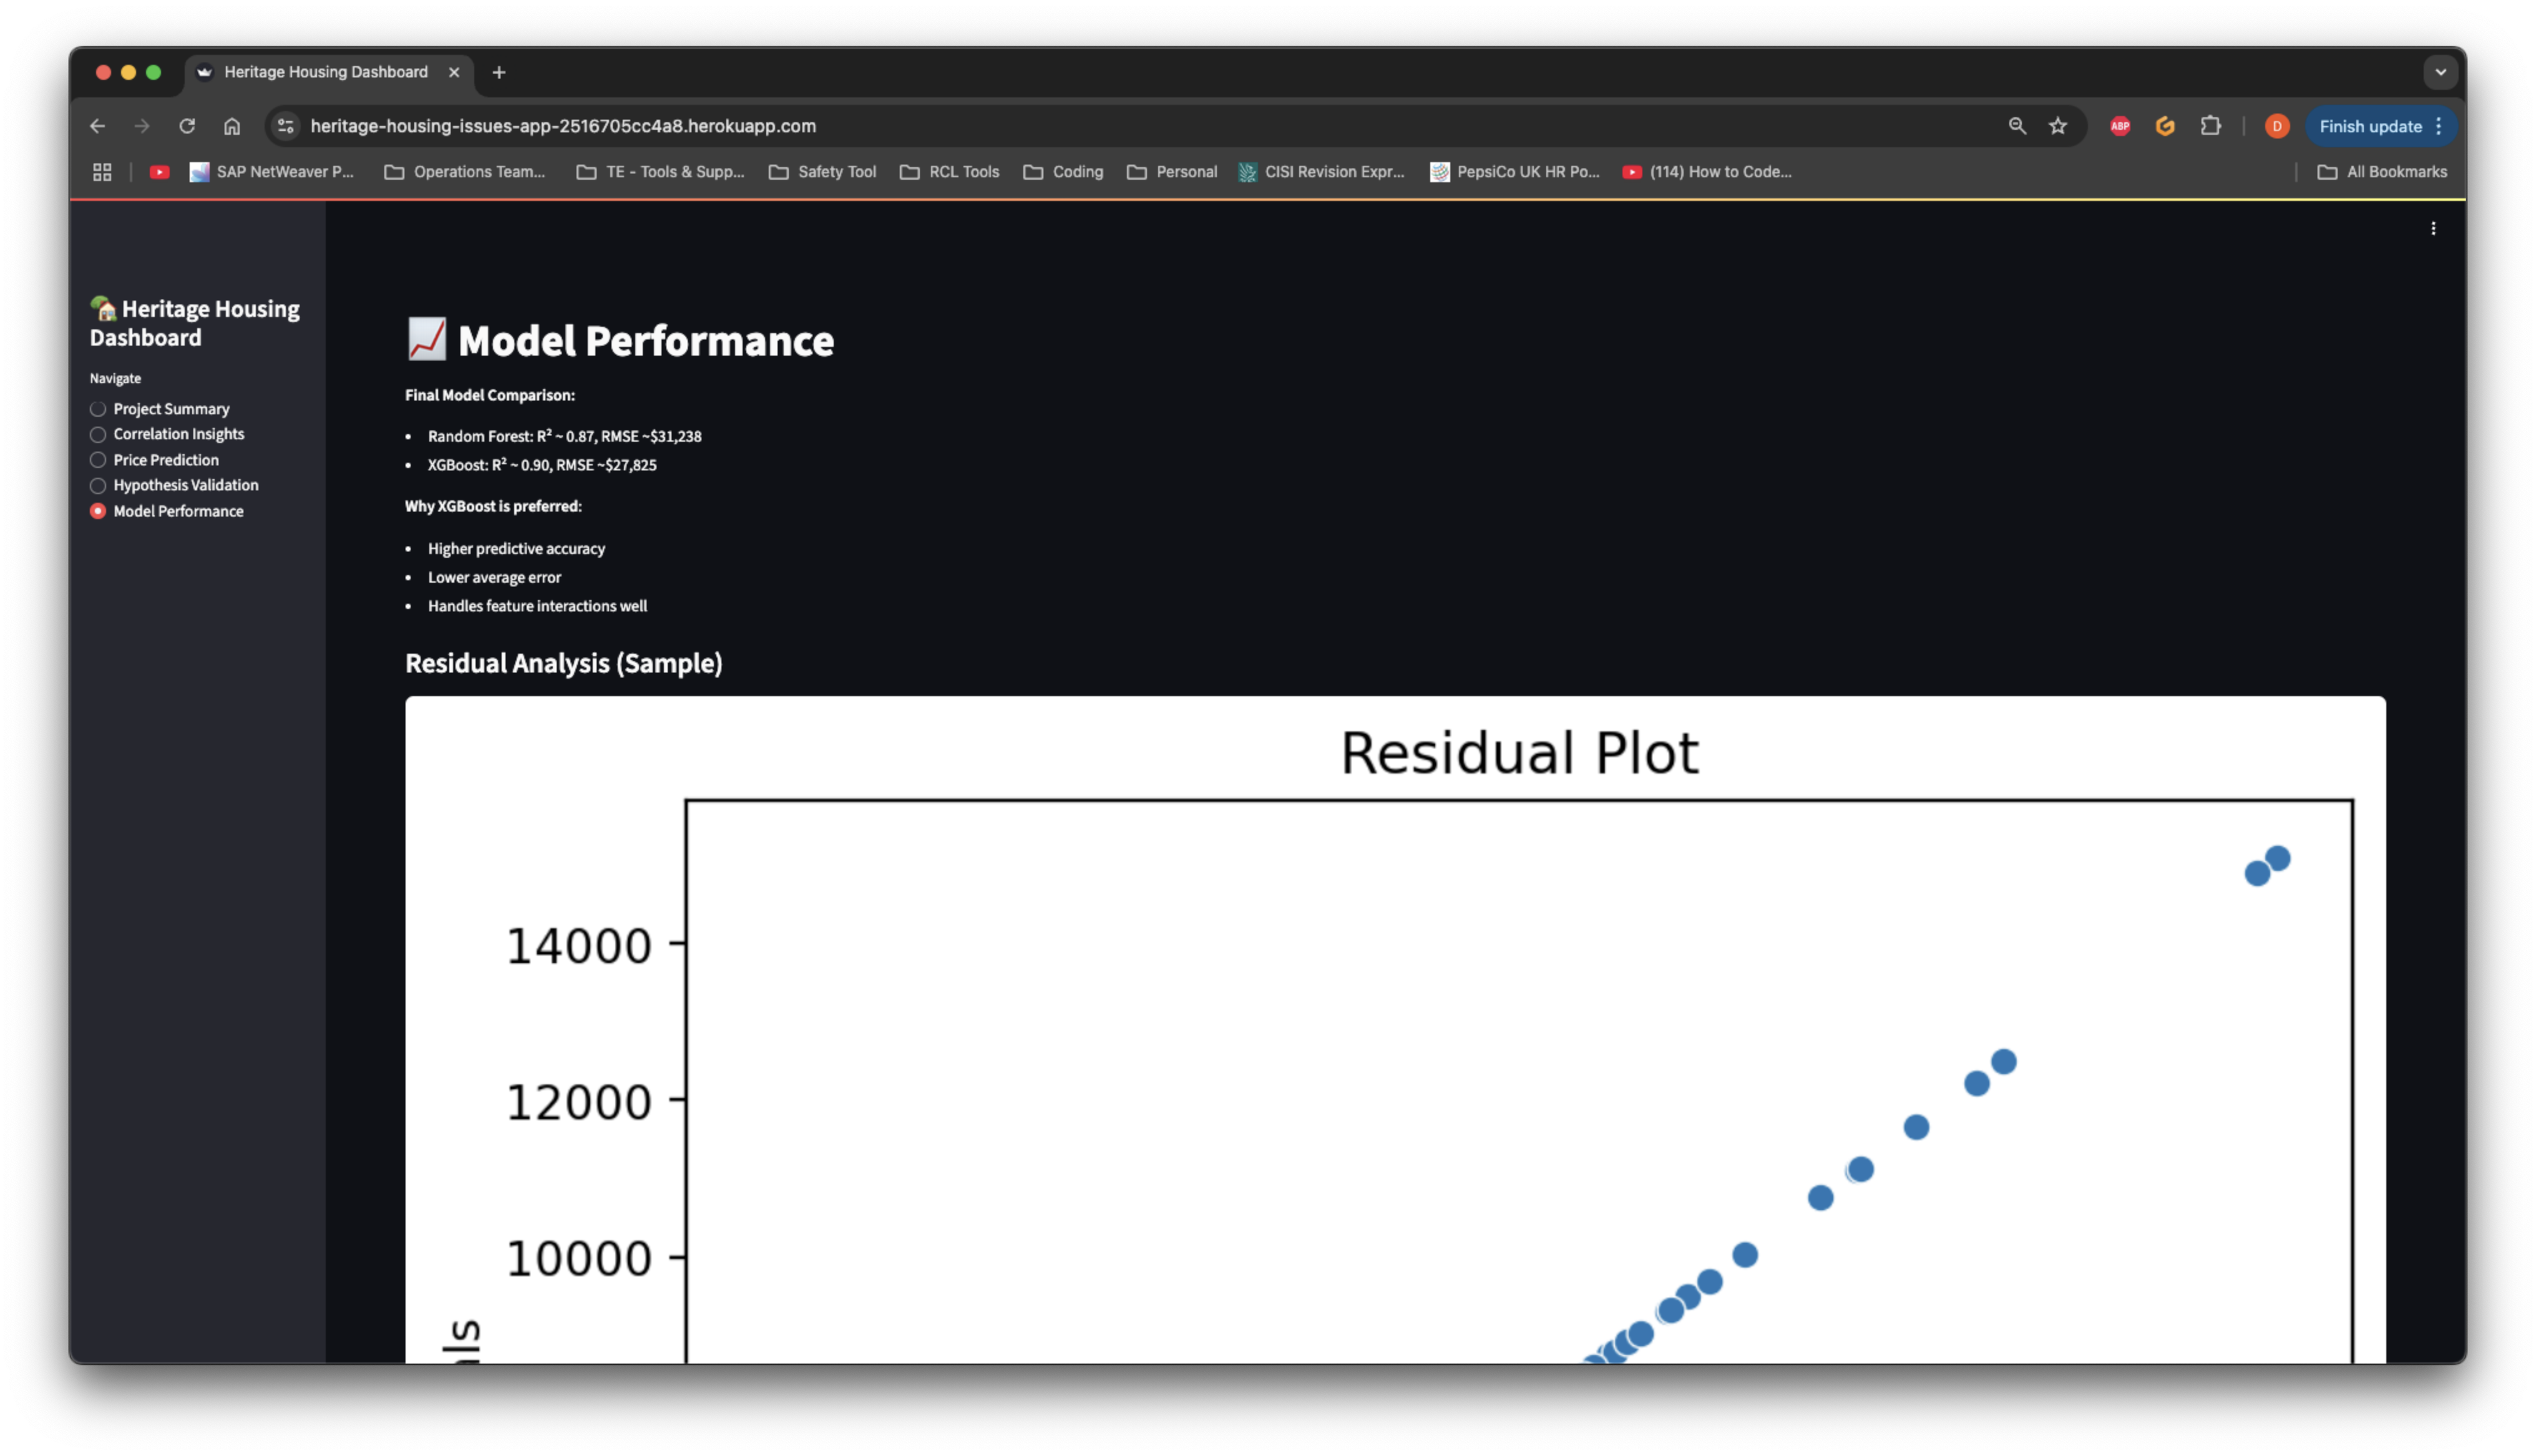 Heritage Housing Dashboard
heritage-housing-issues-app-2516705cc4a8.herokuapp.com
ABP
D
Finish update
SAP NetWeaver P...
Operations Team...
TE - Tools & Supp...
Safety Tool
RCL Tools
Coding
Personal
CISI Revision Expr...
PepsiCo UK HR Po...
(114) How to Code...
All Bookmarks
Heritage Housing
Dashboard
Navigate
Project Summary
Correlation Insights
Price Prediction
Hypothesis Validation
Model Performance
Model Performance
Final Model Comparison:
• Random Forest: R² ~ 0.87, RMSE ~$31,238
• XGBoost: R² ~ 0.90, RMSE ~$27,825
Why XGBoost is preferred:
• Higher predictive accuracy
• Lower average error
• Handles feature interactions well
Residual Analysis (Sample)
Residual Plot
14000
12000
10000